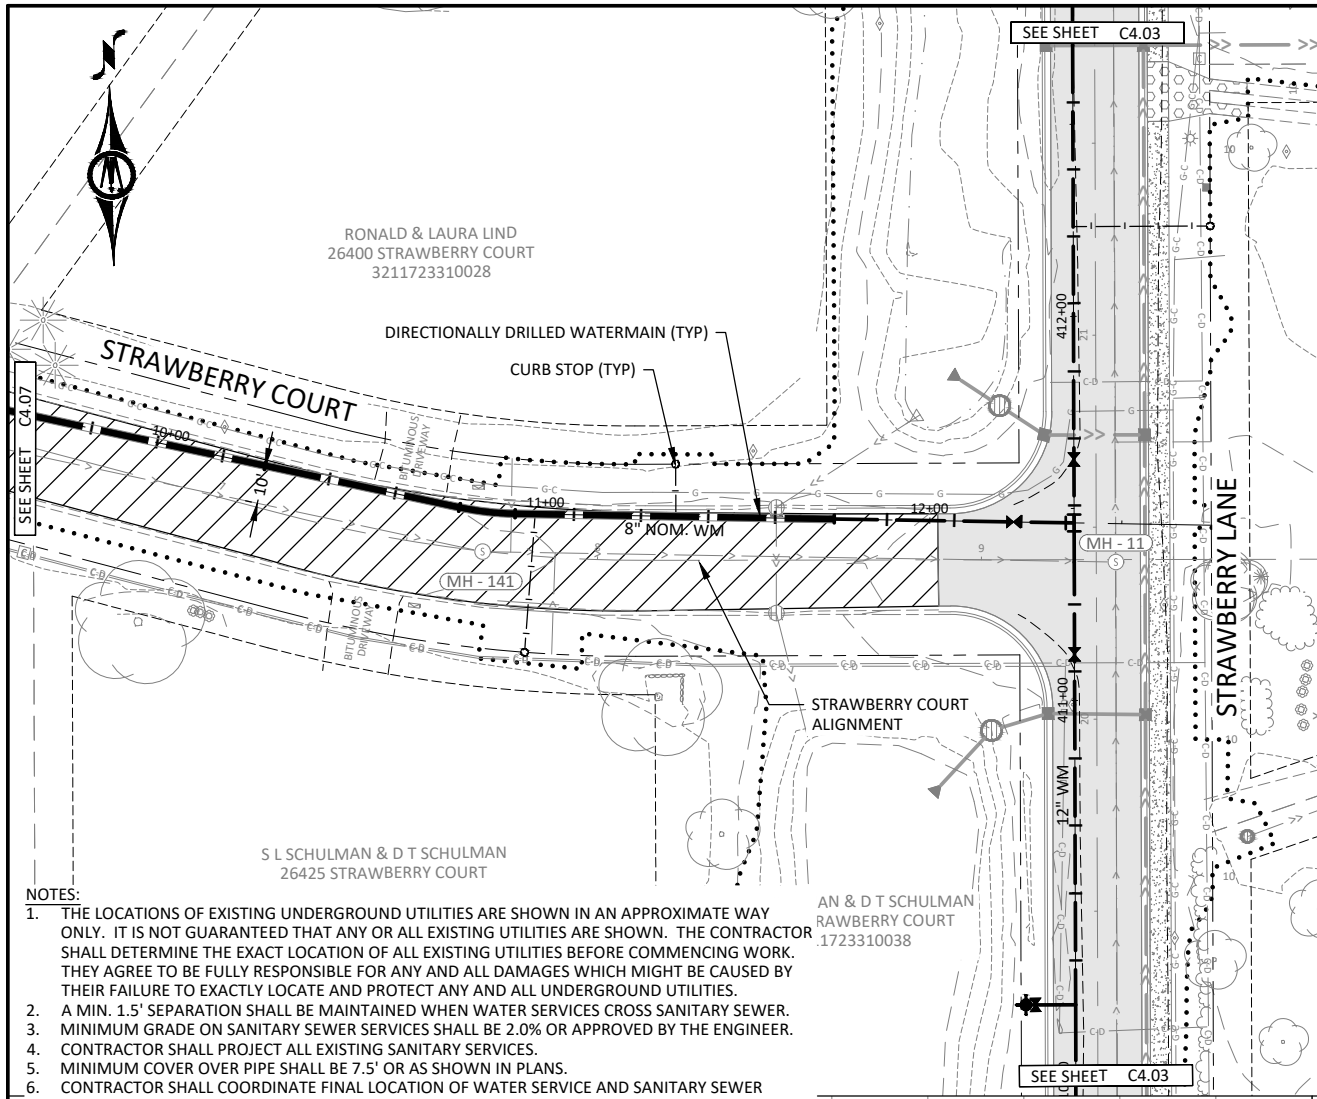 SEE SHEET C4.03
N
RONALD & LAURA LIND
26400 STRAWBERRY COURT
3211723310028
DIRECTIONALLY DRILLED WATERMAIN (TYP)
CURB STOP (TYP)
STRAWBERRY COURT
SEE SHEET C4.07
10+00
10'
BITUMINOUS
DRIVEWAY
11+00
8" NOM. WM
12+00
412+00
21
MH - 11
MH - 141
S
S
8
9
BITUMINOUS
DRIVEWAY
STRAWBERRY COURT
ALIGNMENT
411+00
20
12" WM
STRAWBERRY LANE
10
10
10
S L SCHULMAN & D T SCHULMAN
26425 STRAWBERRY COURT
AN & D T SCHULMAN
RAWBERRY COURT
1723310038
NOTES:
1. THE LOCATIONS OF EXISTING UNDERGROUND UTILITIES ARE SHOWN IN AN APPROXIMATE WAY
ONLY. IT IS NOT GUARANTEED THAT ANY OR ALL EXISTING UTILITIES ARE SHOWN. THE CONTRACTOR
SHALL DETERMINE THE EXACT LOCATION OF ALL EXISTING UTILITIES BEFORE COMMENCING WORK.
THEY AGREE TO BE FULLY RESPONSIBLE FOR ANY AND ALL DAMAGES WHICH MIGHT BE CAUSED BY
THEIR FAILURE TO EXACTLY LOCATE AND PROTECT ANY AND ALL UNDERGROUND UTILITIES.
2. A MIN. 1.5' SEPARATION SHALL BE MAINTAINED WHEN WATER SERVICES CROSS SANITARY SEWER.
3. MINIMUM GRADE ON SANITARY SEWER SERVICES SHALL BE 2.0% OR APPROVED BY THE ENGINEER.
4. CONTRACTOR SHALL PROJECT ALL EXISTING SANITARY SERVICES.
5. MINIMUM COVER OVER PIPE SHALL BE 7.5' OR AS SHOWN IN PLANS.
6. CONTRACTOR SHALL COORDINATE FINAL LOCATION OF WATER SERVICE AND SANITARY SEWER
SEE SHEET C4.03